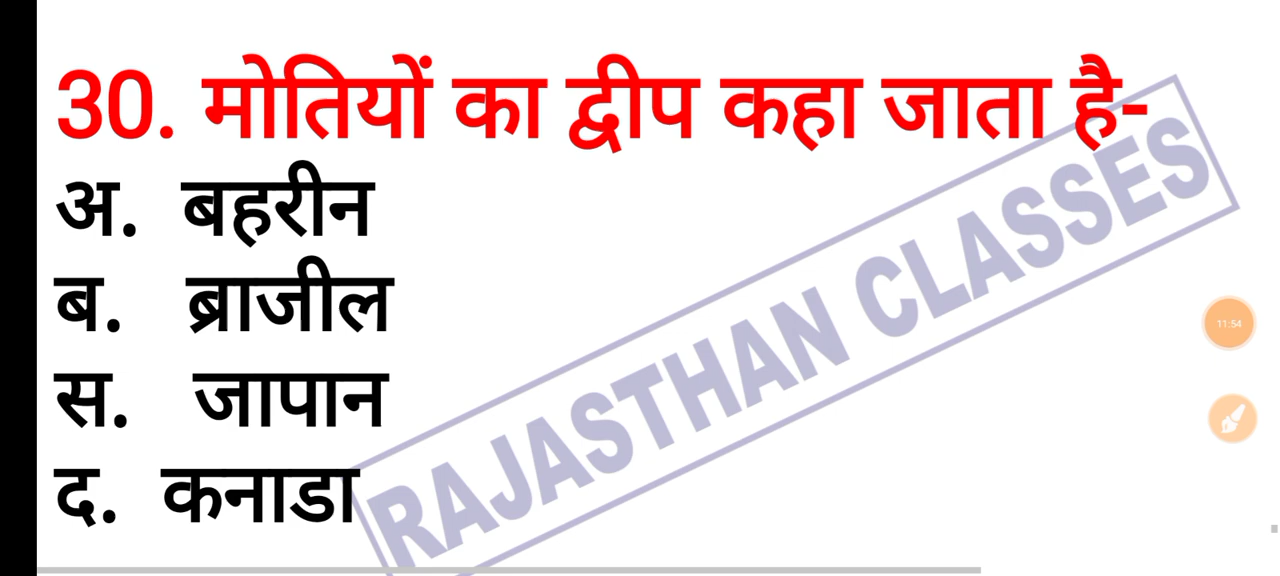 30. मोतियों का द्वीप कहा जाता है-
अ. बहरीन
ब. ब्राजील
स. जापान
द. कनाडा
RAJASTHAN CLASSES
11:54